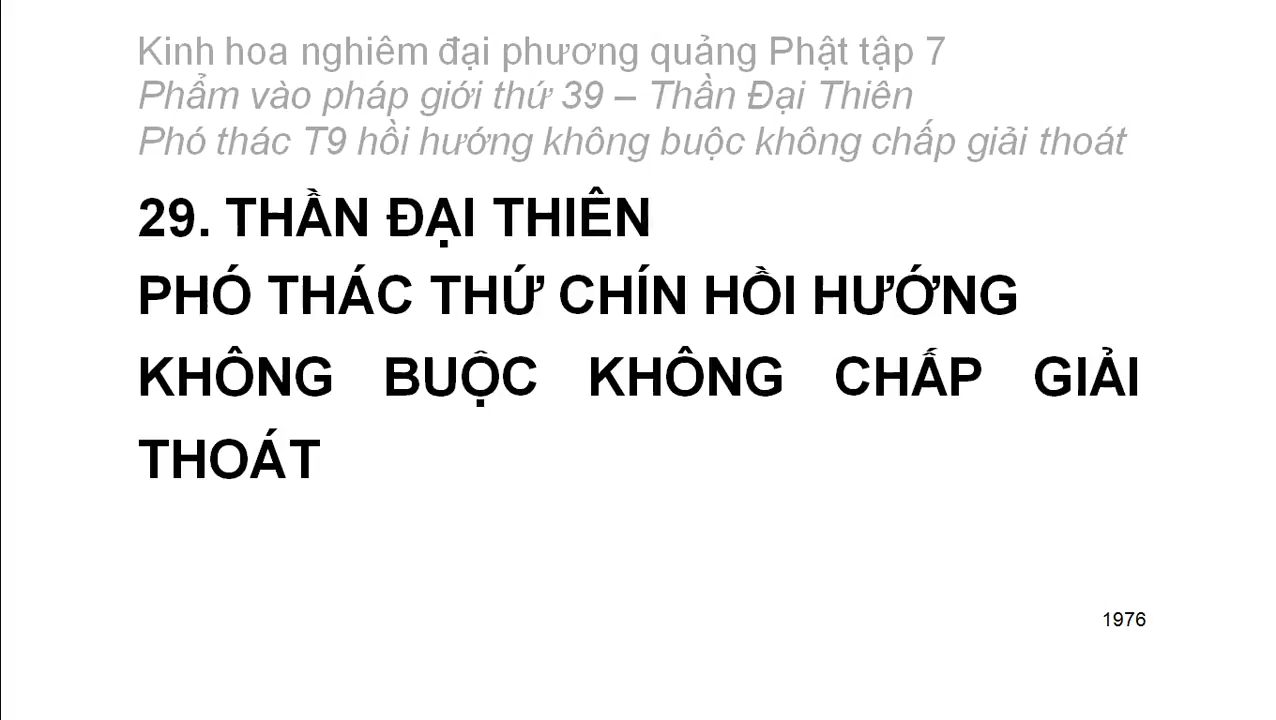 Kinh hoa nghiêm đại phương quảng Phật tập 7
Phẩm vào pháp giới thứ 39 – Thần Đại Thiên
Phó thác T9 hồi hướng không buộc không chấp giải thoát
29. THẦN ĐẠI THIÊN
PHÓ THÁC THỨ CHÍN HỒI HƯỚNG
KHÔNG BUỘC KHÔNG CHẤP GIẢI
THOÁT
1976